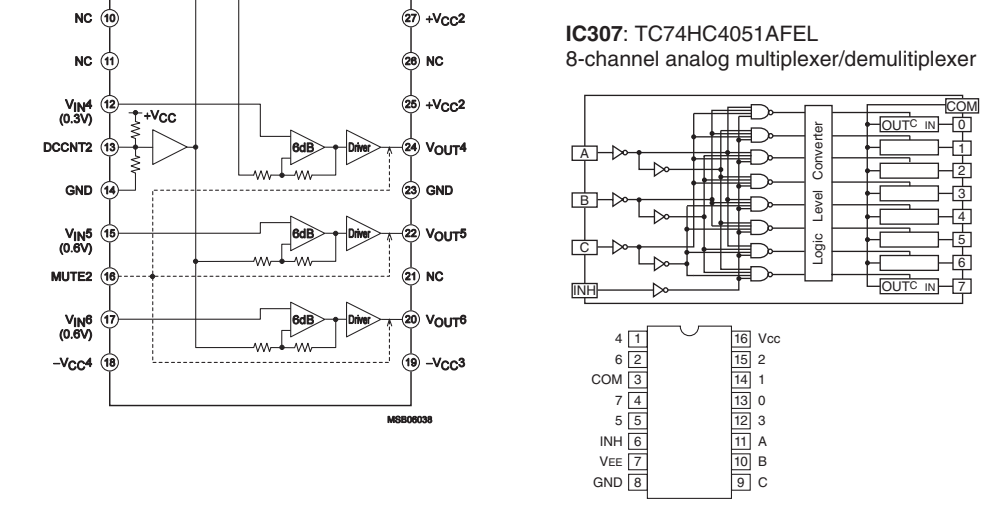 NC 10
27 +VCC2
NC 11
26 NC
VIN4 12
(0.3V)
+VCC
25 +VCC2
DCCNT2 13
6dB
Driver
24 VOUT4
GND 14
23 GND
VIN5 15
(0.6V)
6dB
Driver
22 VOUT5
MUTE2 16
21 NC
VIN6 17
(0.6V)
6dB
Driver
20 VOUT6
–VCC4 18
19 –VCC3
MSB06038
IC307: TC74HC4051AFEL
8-channel analog multiplexer/demulitiplexer
A
B
C
INH
Logic Level Converter
COM
OUT C IN 0
1
2
3
4
5
6
OUT C IN 7
4 1
16 Vcc
6 2
15 2
COM 3
14 1
7 4
13 0
5 5
12 3
INH 6
11 A
VEE 7
10 B
GND 8
9 C